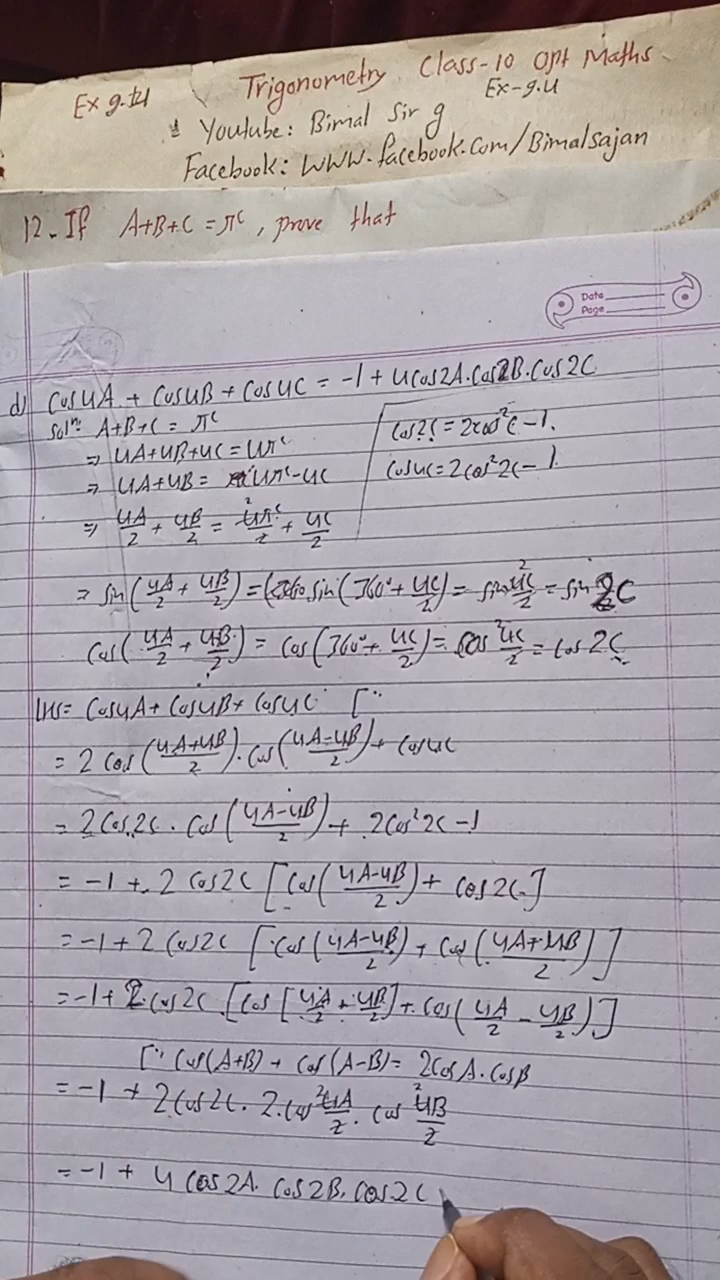 Ex 9.4 Trigonometry Class-10 Opt Maths
Ex-9.4
Youtube: Bimal Sir g
Facebook: WWW.facebook.com/Bimalsajan
12. If A+B+C = πᶜ, prove that
Date
Page
d) Cos4A + Cos4B + Cos4C = -1 + 4Cos2A.Cos2B.Cos2C
Solⁿ: A+B+C = πᶜ
⇒ 4A+4B+4C = 4πᶜ
⇒ 4A+4B = 4πᶜ-4C
⇒ 4A/2 + 4B/2 = 4πᶜ/2 + 4C/2
Cos2C = 2cos²C-1.
Cos4C = 2Cos²2C-1.
⇒ Sin(4A/2 + 4B/2) = Sin(360°+ 4C/2) = Sin 4C/2 = Sin 2C
Cos(4A/2 + 4B/2) = Cos(360°+ 4C/2) = Cos 4C/2 = Cos 2C
LHS= Cos4A + Cos4B + Cos4C [∵
= 2 Cos(4A+4B/2).Cos(4A-4B/2) + Cos4C
= 2Cos2C . Cos(4A-4B/2) + 2Cos²2C -1
= -1 + 2 Cos2C [Cos(4A-4B/2) + Cos2C]
= -1 + 2 Cos2C [Cos(4A-4B/2) + Cos(4A+4B/2)]
= -1 + 2.Cos2C [Cos[4A/2 + 4B/2] + Cos(4A/2 - 4B/2)]
[∵ Cos(A+B) + Cos(A-B) = 2CosA.CosB
= -1 + 2Cos2C. 2.Cos 4A/2 . Cos 4B/2
= -1 + 4 Cos2A. Cos2B. Cos2C